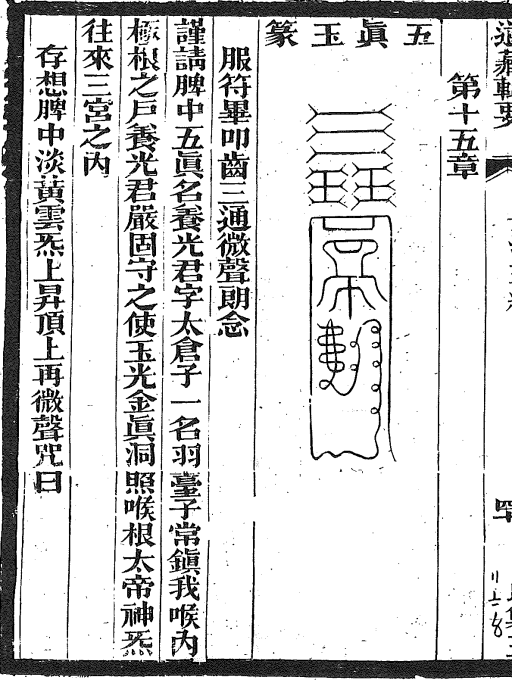 道藏輯要
第十五章
五眞玉篆
服符畢叩齒三通微聲朗念
謹請脾中五眞名養光君字太倉子一名羽臺子常鎭我喉內
極根之戶養光君嚴固守之使玉光金眞洞照喉根太帝神炁
往來三宮之內
存想脾中淡黃雲炁上昇頂上再微聲咒曰